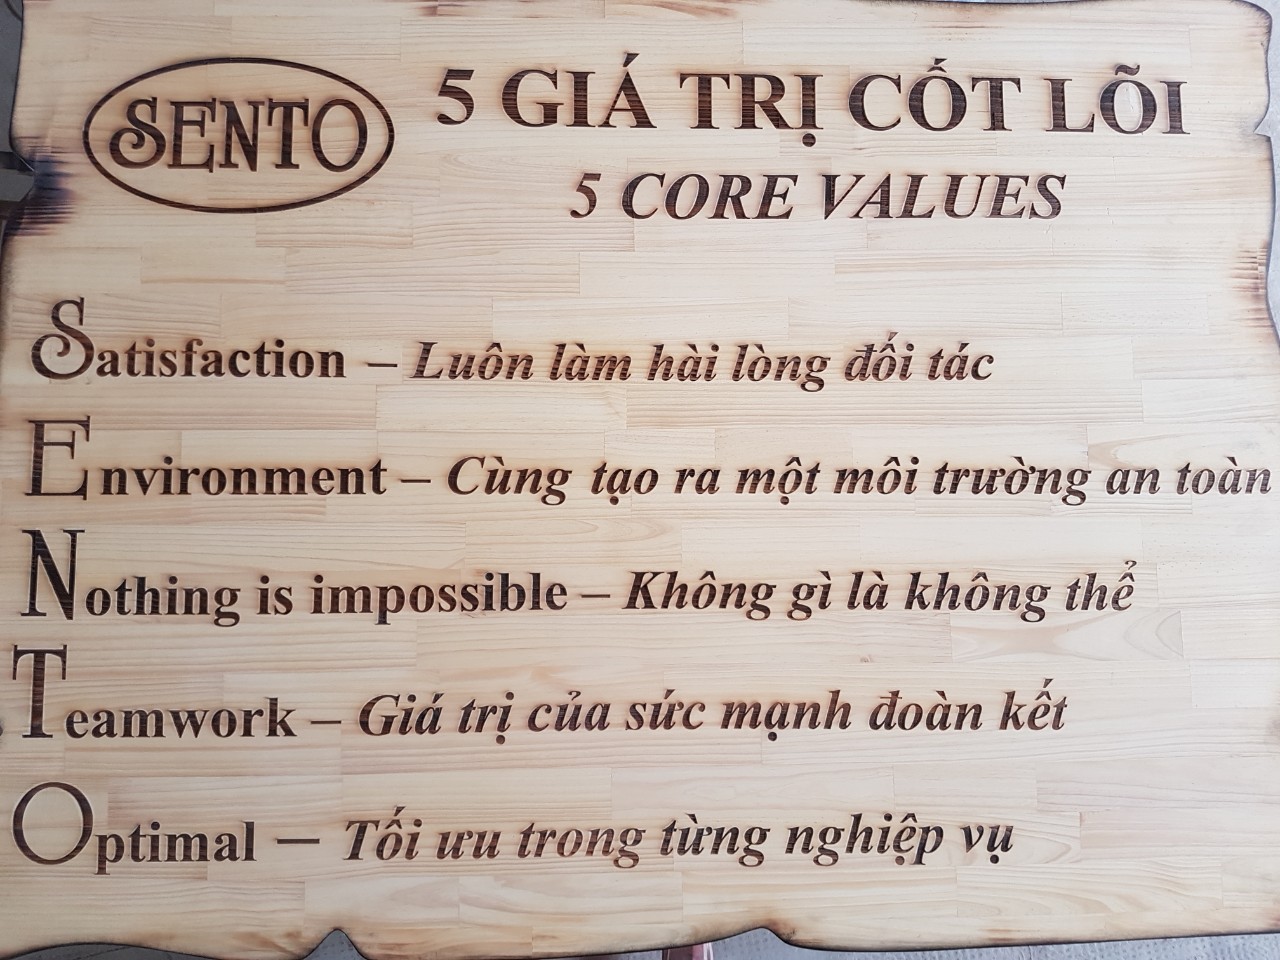 SENTO
5 GIÁ TRỊ CỐT LÕI
5 CORE VALUES
Satisfaction – Luôn làm hài lòng đối tác
Environment – Cùng tạo ra một môi trường an toàn
Nothing is impossible – Không gì là không thể
Teamwork – Giá trị của sức mạnh đoàn kết
Optimal – Tối ưu trong từng nghiệp vụ